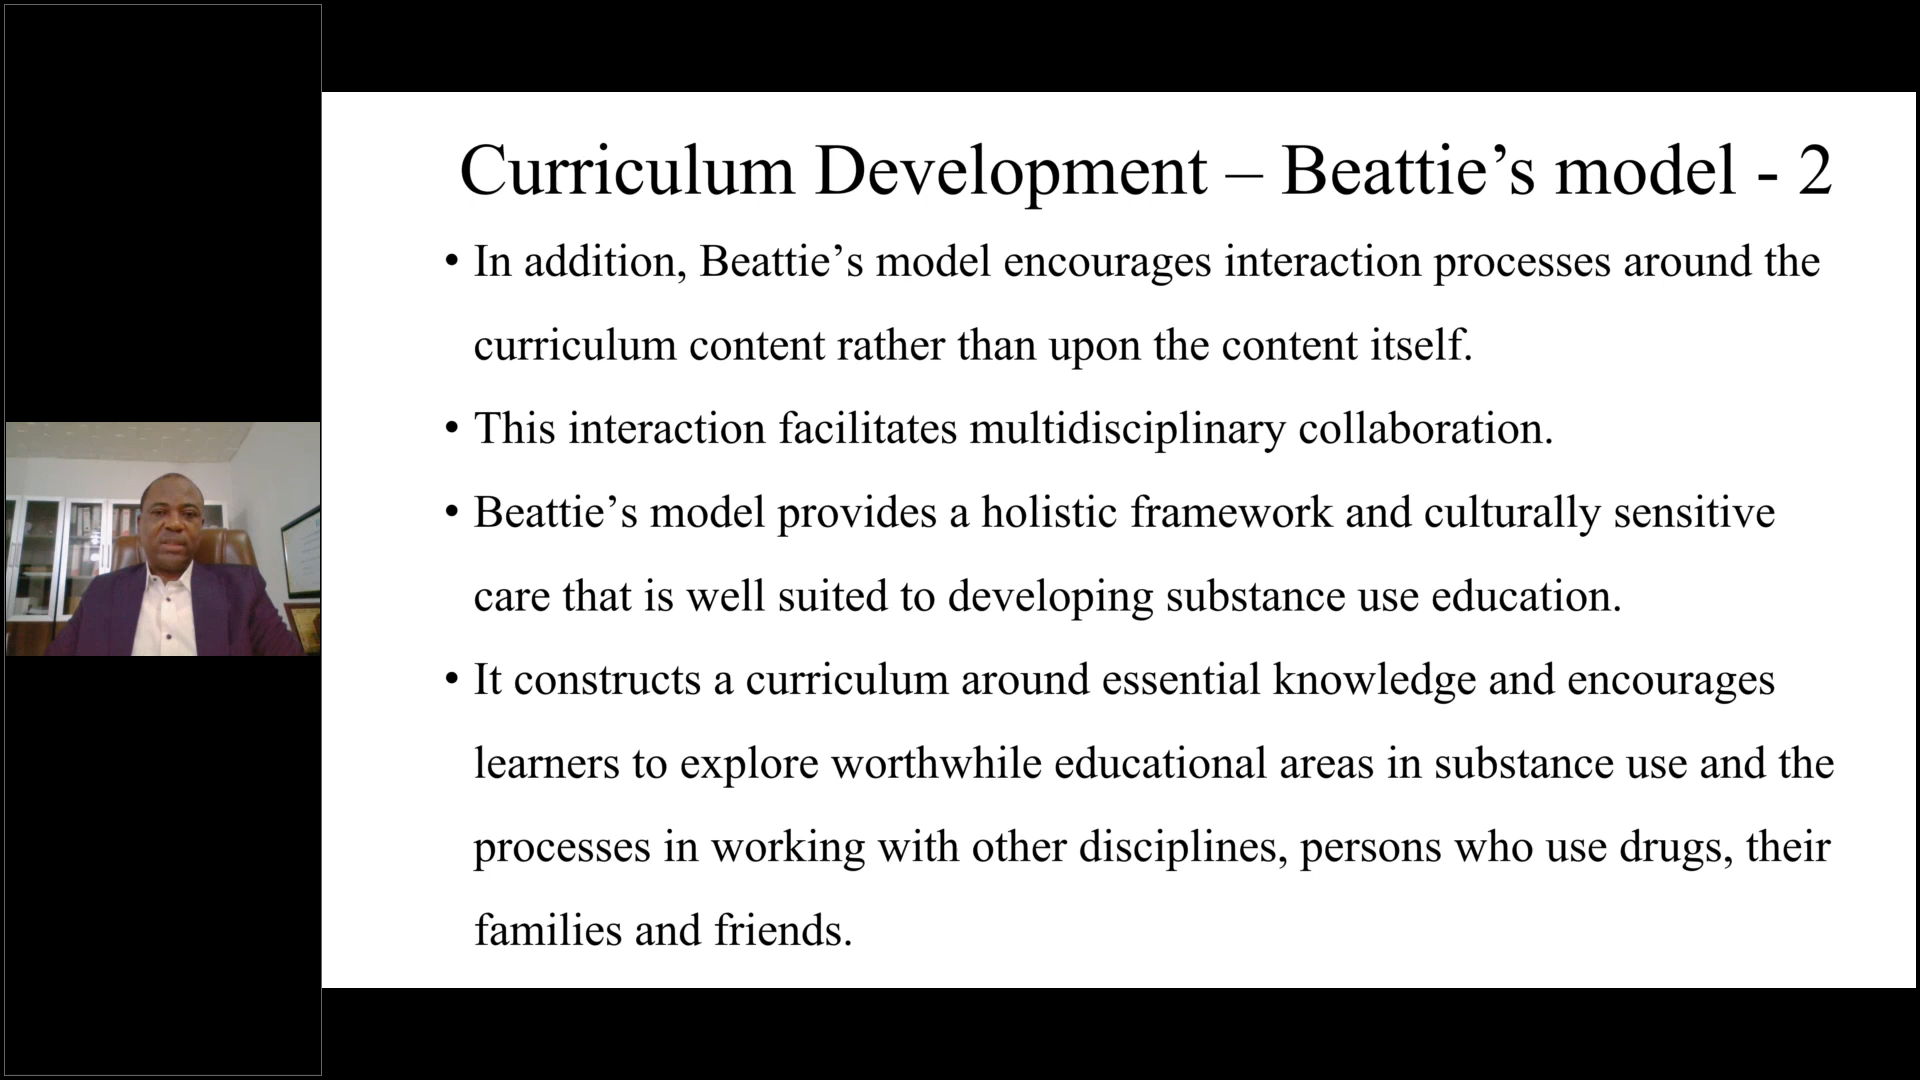 Curriculum Development – Beattie’s model - 2
• In addition, Beattie’s model encourages interaction processes around the
curriculum content rather than upon the content itself.
• This interaction facilitates multidisciplinary collaboration.
• Beattie’s model provides a holistic framework and culturally sensitive
care that is well suited to developing substance use education.
• It constructs a curriculum around essential knowledge and encourages
learners to explore worthwhile educational areas in substance use and the
processes in working with other disciplines, persons who use drugs, their
families and friends.